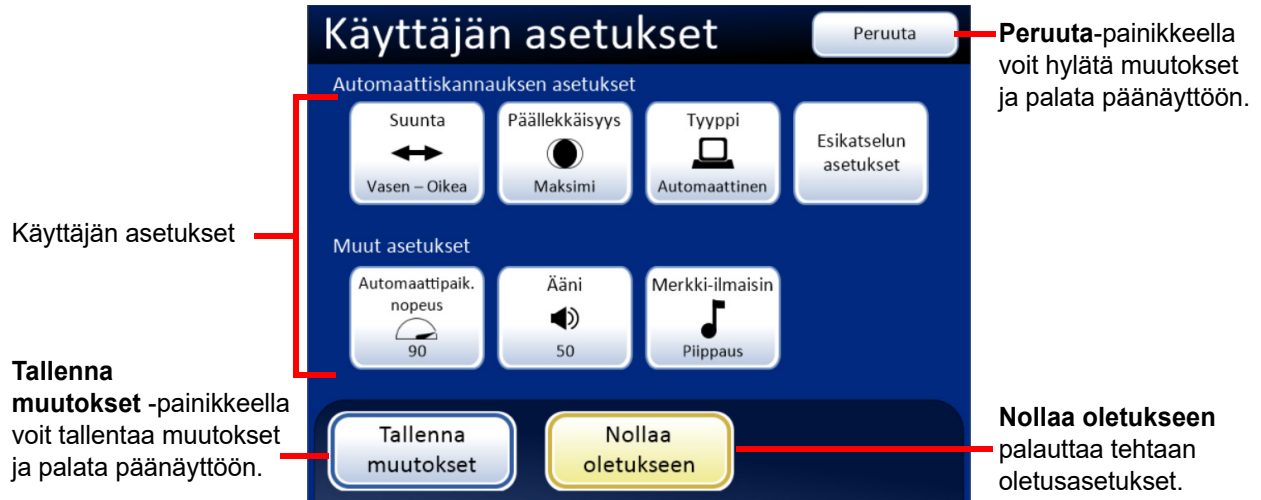 Käyttäjän asetukset
Peruuta
Peruuta-painikkeella
voit hylätä muutokset
ja palata päänäyttöön.
Automaattiskannauksen asetukset
Suunta
Vasen – Oikea
Päällekkäisyys
Maksimi
Tyyppi
Automaattinen
Esikatselun
asetukset
Käyttäjän asetukset
Muut asetukset
Automaattipaik.
nopeus
90
Ääni
50
Merkki-ilmaisin
Piippaus
Tallenna
muutokset -painikkeella
voit tallentaa muutokset
ja palata päänäyttöön.
Tallenna
muutokset
Nollaa
oletukseen
Nollaa oletukseen
palauttaa tehtaan
oletusasetukset.